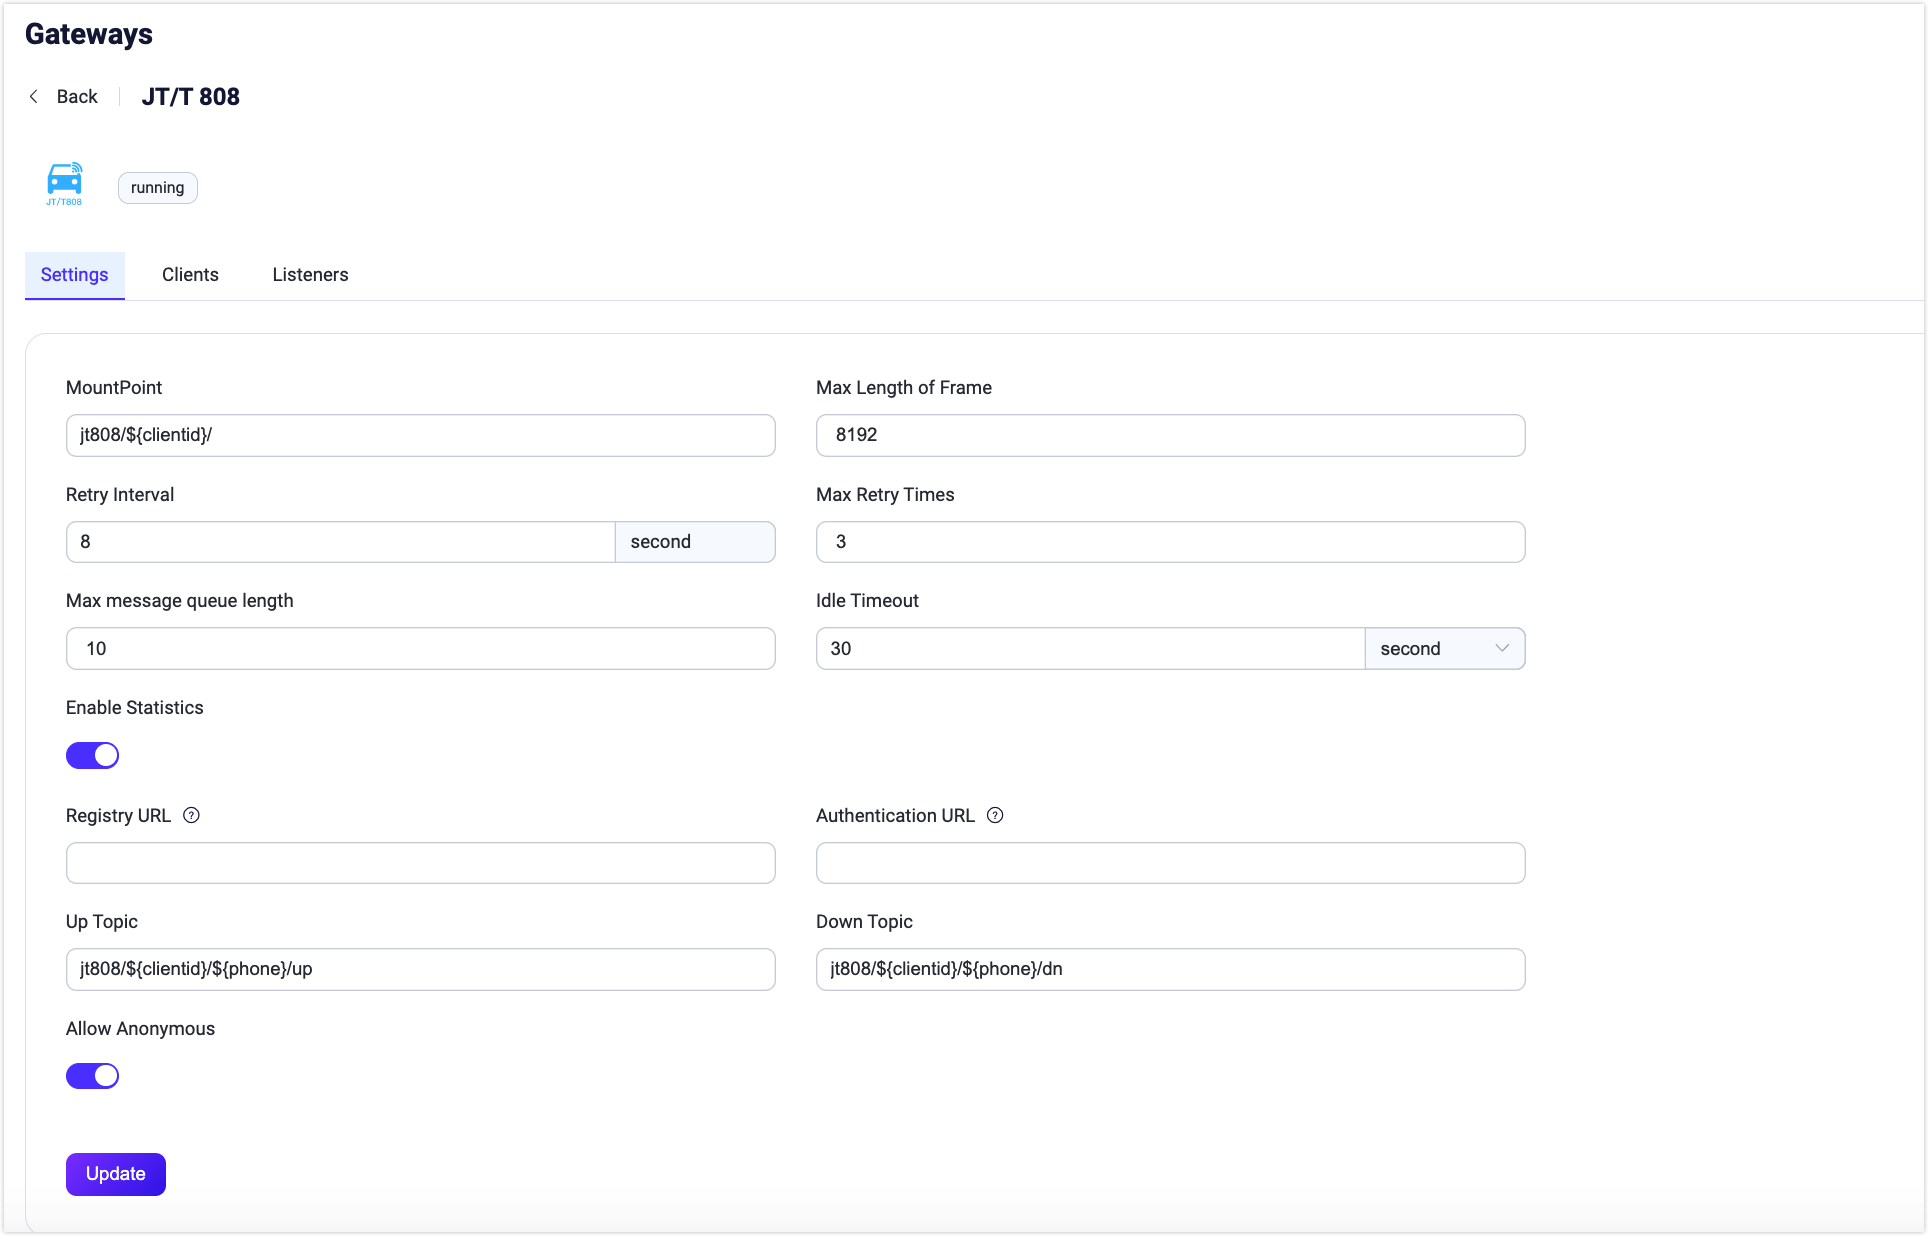 Gateways
Back
JT/T 808
JT/T808
running
Settings
Clients
Listeners
MountPoint
Max Length of Frame
jt808/${clientid}/
8192
Retry Interval
Max Retry Times
8
second
3
Max message queue length
Idle Timeout
10
30
second
Enable Statistics
Registry URL
Authentication URL
Up Topic
Down Topic
jt808/${clientid}/${phone}/up
jt808/${clientid}/${phone}/dn
Allow Anonymous
Update